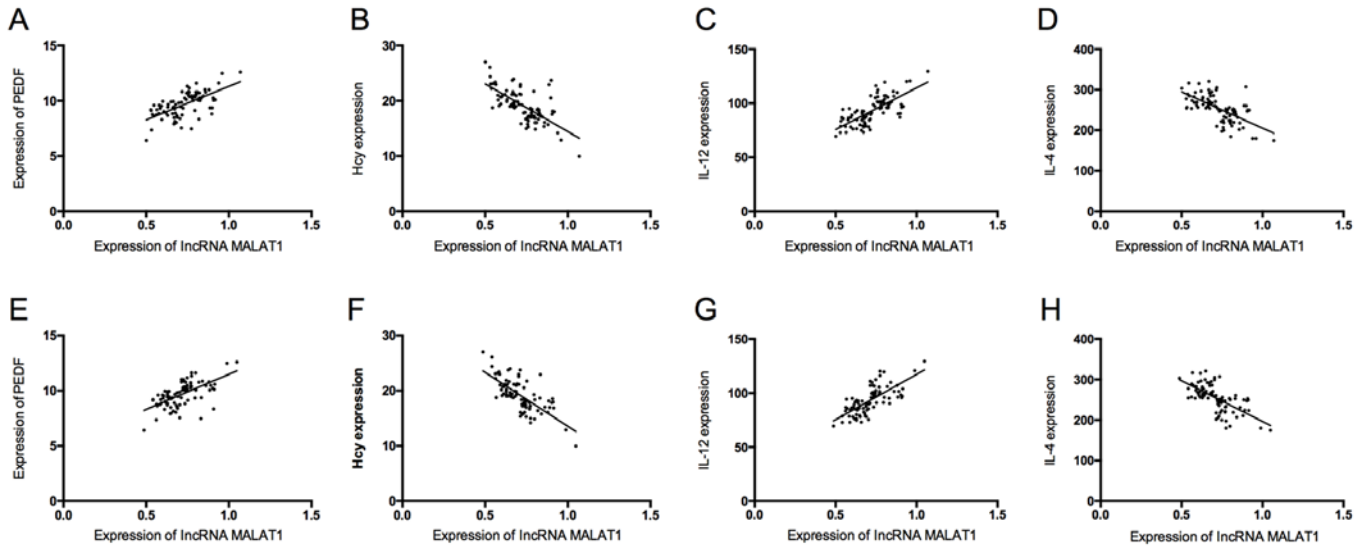 A
Expression of PEDF
15
10
5
0
0.0 0.5 1.0 1.5
Expression of lncRNA MALAT1
B
Hcy expression
30
20
10
0
0.0 0.5 1.0 1.5
Expression of lncRNA MALAT1
C
IL-12 expression
150
100
50
0
0.0 0.5 1.0 1.5
Expression of lncRNA MALAT1
D
IL-4 expression
400
300
200
100
0
0.0 0.5 1.0 1.5
Expression of lncRNA MALAT1
E
Expression of PEDF
15
10
5
0
0.0 0.5 1.0 1.5
Expression of lncRNA MALAT1
F
Hcy expression
30
20
10
0
0.0 0.5 1.0 1.5
Expression of lncRNA MALAT1
G
IL-12 expression
150
100
50
0
0.0 0.5 1.0 1.5
Expression of lncRNA MALAT1
H
IL-4 expression
400
300
200
100
0
0.0 0.5 1.0 1.5
Expression of lncRNA MALAT1